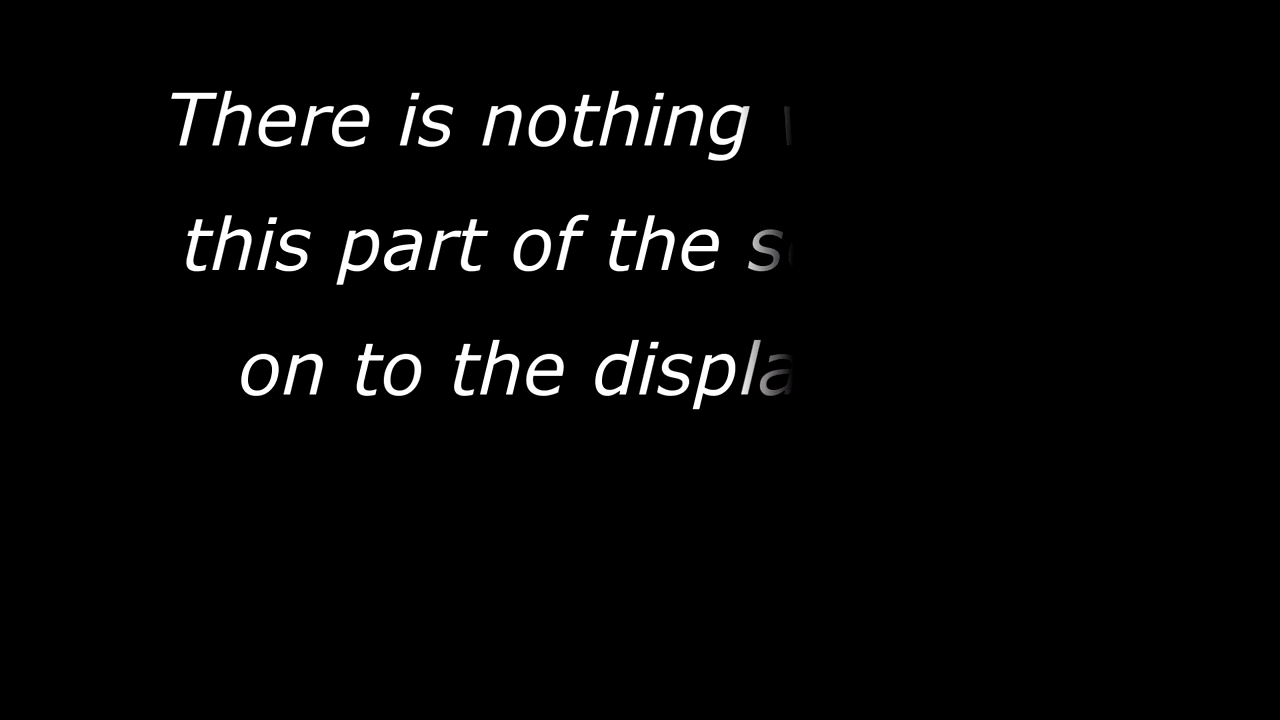 There is nothing
this part of the
on to the displa